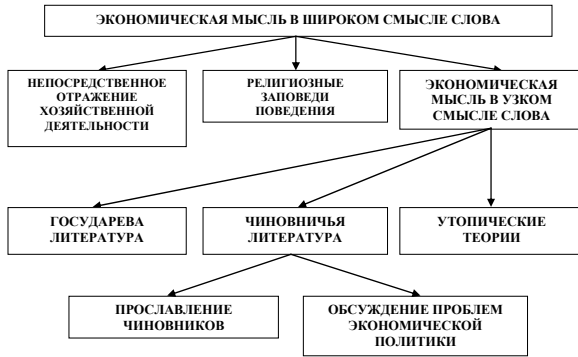 ЭКОНОМИЧЕСКАЯ МЫСЛЬ В ШИРОКОМ СМЫСЛЕ СЛОВА
НЕПОСРЕДСТВЕННОЕ
ОТРАЖЕНИЕ
ХОЗЯЙСТВЕННОЙ
ДЕЯТЕЛЬНОСТИ
РЕЛИГИОЗНЫЕ
ЗАПОВЕДИ
ПОВЕДЕНИЯ
ЭКОНОМИЧЕСКАЯ
МЫСЛЬ В УЗКОМ
СМЫСЛЕ СЛОВА
ГОСУДАРЕВА
ЛИТЕРАТУРА
ЧИНОВНИЧЬЯ
ЛИТЕРАТУРА
УТОПИЧЕСКИЕ
ТЕОРИИ
ПРОСЛАВЛЕНИЕ
ЧИНОВНИКОВ
ОБСУЖДЕНИЕ ПРОБЛЕМ
ЭКОНОМИЧЕСКОЙ
ПОЛИТИКИ